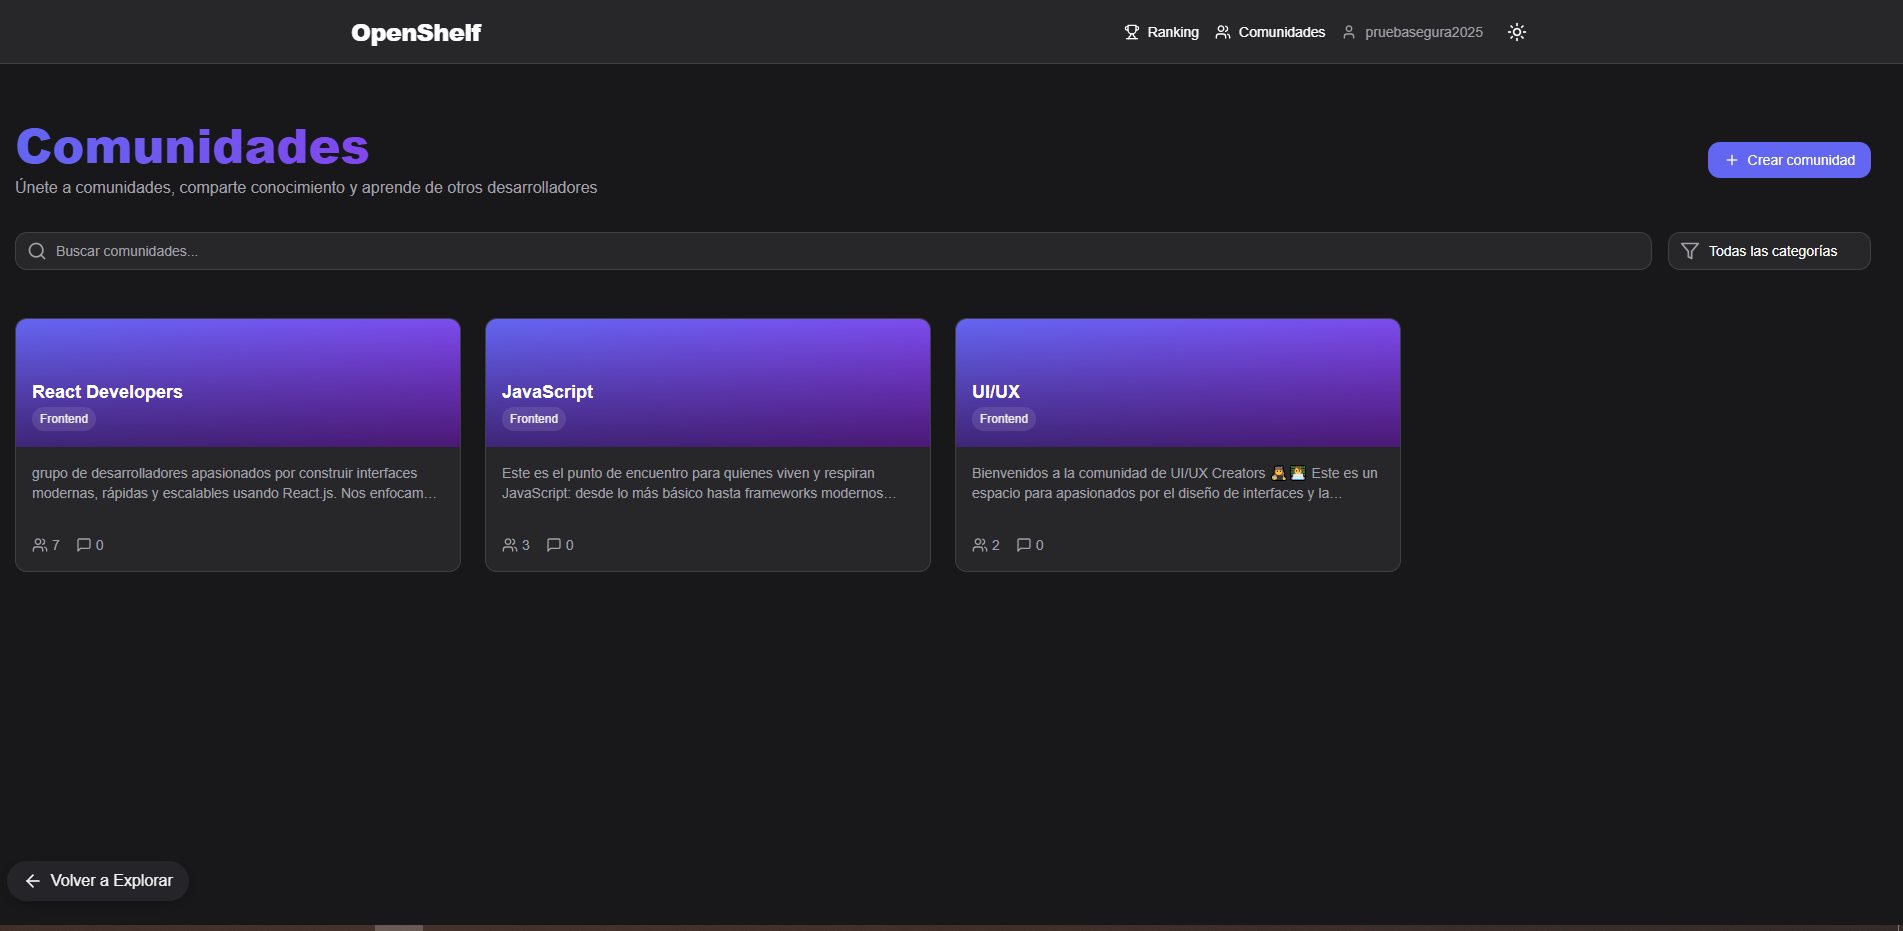 OpenShelf
Ranking
Comunidades
pruebasegura2025
Comunidades
Únete a comunidades, comparte conocimiento y aprende de otros desarrolladores
+ Crear comunidad
Buscar comunidades...
Todas las categorías
React Developers
Frontend
grupo de desarrolladores apasionados por construir interfaces
modernas, rápidas y escalables usando React.js. Nos enfocam…
7
0
JavaScript
Frontend
Este es el punto de encuentro para quienes viven y respiran
JavaScript: desde lo más básico hasta frameworks modernos…
3
0
UI/UX
Frontend
Bienvenidos a la comunidad de UI/UX Creators 👩‍🎨👨‍💻 Este es un
espacio para apasionados por el diseño de interfaces y la…
2
0
← Volver a Explorar